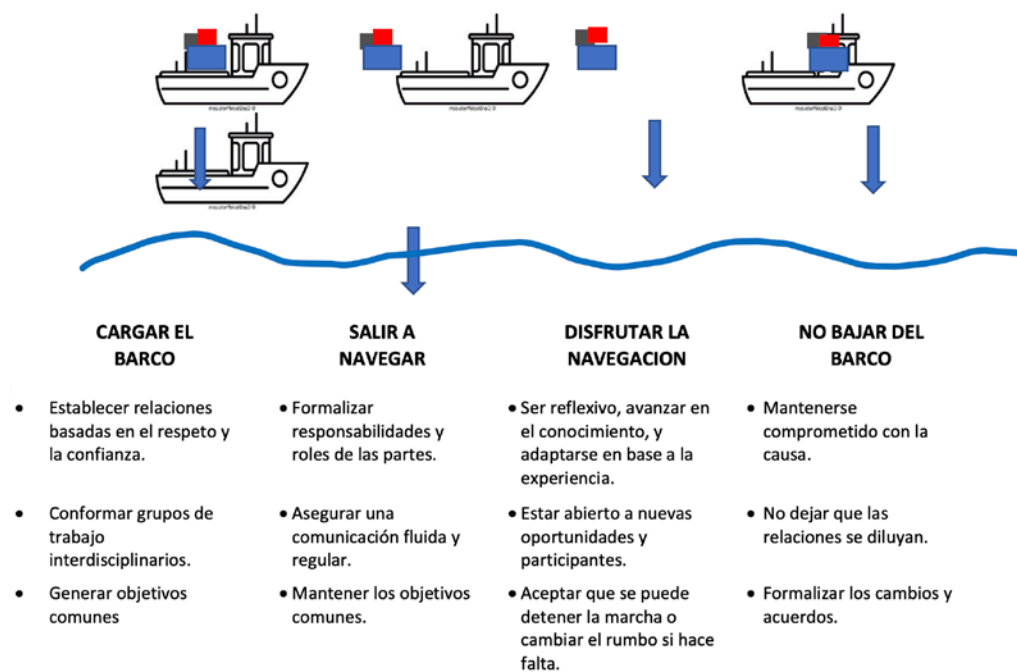 CARGAR EL
BARCO
• Establecer relaciones
basadas en el respeto y
la confianza.
• Conformar grupos de
trabajo
interdisciplinarios.
• Generar objetivos
comunes
SALIR A
NAVEGAR
• Formalizar
responsabilidades y
roles de las partes.
• Asegurar una
comunicación fluida y
regular.
• Mantener los objetivos
comunes.
DISFRUTAR LA
NAVEGACION
• Ser reflexivo, avanzar en
el conocimiento, y
adaptarse en base a la
experiencia.
• Estar abierto a nuevas
oportunidades y
participantes.
• Aceptar que se puede
detener la marcha o
cambiar el rumbo si hace
falta.
NO BAJAR DEL
BARCO
• Mantenerse
comprometido con la
causa.
• No dejar que las
relaciones se diluyan.
• Formalizar los cambios y
acuerdos.